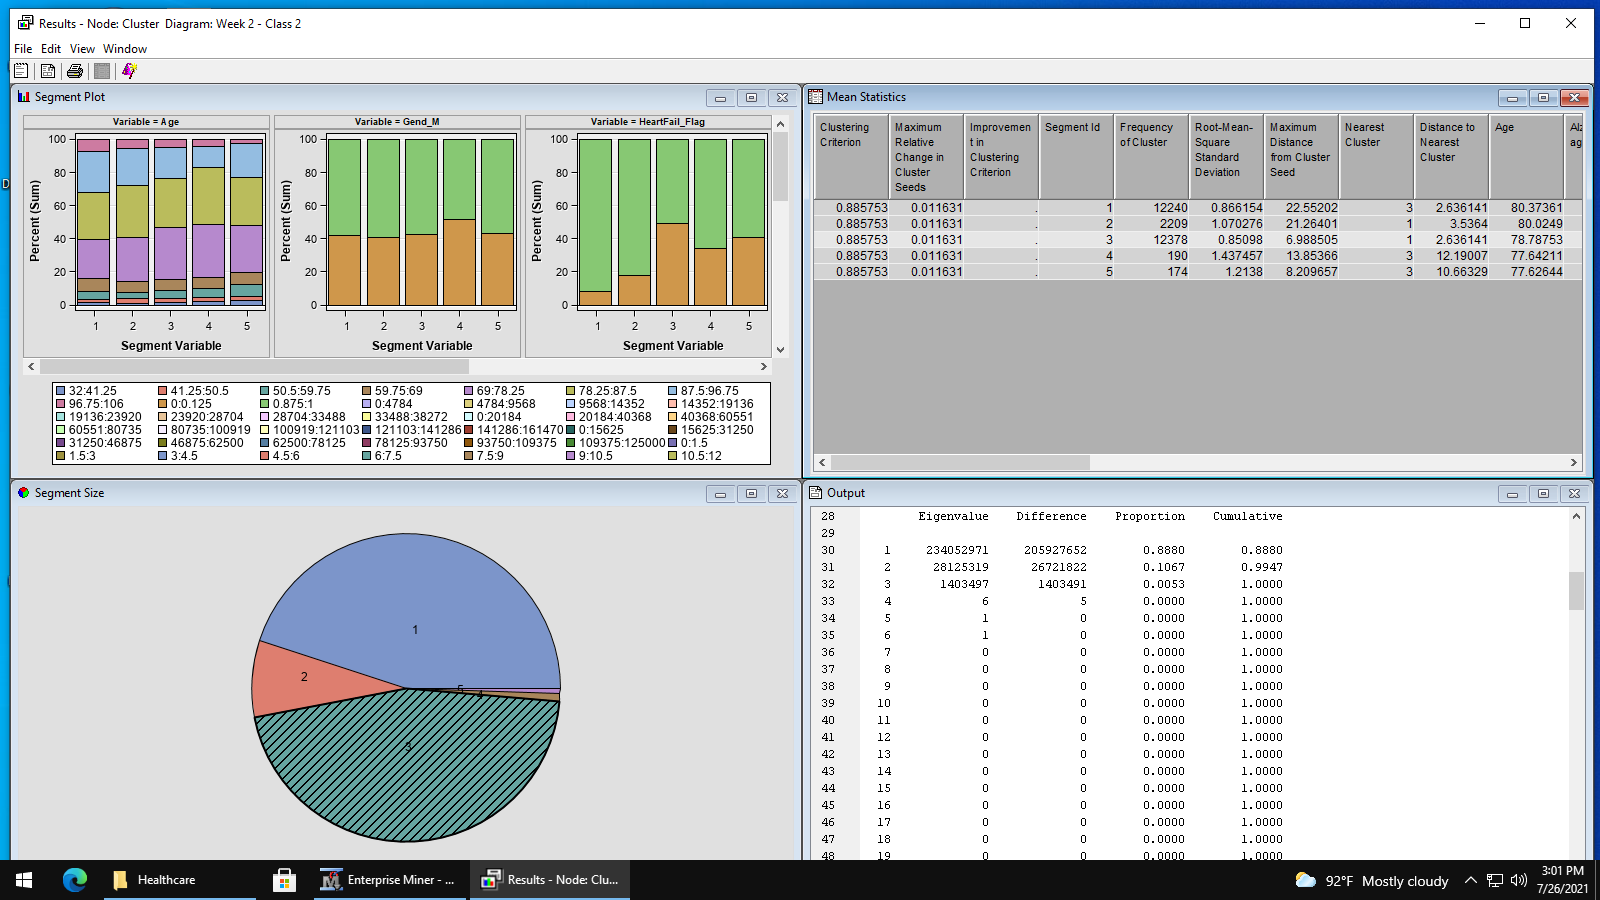 Results - Node: Cluster  Diagram: Week 2 - Class 2
File Edit View Window
Segment Plot
Variable = Age
Variable = Gend_M
Variable = HeartFail_Flag
Percent (Sum)
100
80
60
40
20
0
1 2 3 4 5
Segment Variable
Percent (Sum)
100
80
60
40
20
0
1 2 3 4 5
Segment Variable
Percent (Sum)
100
80
60
40
20
0
1 2 3 4 5
Segment Variable
32:41.25 41.25:50.5 50.5:59.75 59.75:69 69:78.25 78.25:87.5 87.5:96.75
96.75:106 0:0.125 0.875:1 0:4784 4784:9568 9568:14352 14352:19136
19136:23920 23920:28704 28704:33488 33488:38272 0:20184 20184:40368 40368:60551
60551:80735 80735:100919 100919:121103 121103:141286 141286:161470 0:15625 15625:31250
31250:46875 46875:62500 62500:78125 78125:93750 93750:109375 109375:125000 0:1.5
1.5:3 3:4.5 4.5:6 6:7.5 7.5:9 9:10.5 10.5:12
Mean Statistics
Clustering Maximum Improvemen Segment Id Frequency Root-Mean- Maximum Nearest Distance to Age Alz
Criterion Relative t in of Cluster Square Distance Cluster Nearest ag
Change in Clustering Standard from Cluster Cluster
Cluster Criterion Deviation Seed
Seeds
0.885753 0.011631 . 1 12240 0.866154 22.55202 3 2.636141 80.37361
0.885753 0.011631 . 2 2209 1.070276 21.26401 1 3.5364 80.0249
0.885753 0.011631 . 3 12378 0.85098 6.988505 1 2.636141 78.78753
0.885753 0.011631 . 4 190 1.437457 13.85366 3 12.19007 77.64211
0.885753 0.011631 . 5 174 1.2138 8.209657 3 10.66329 77.62644
Segment Size
1
2
5
4
3
Output
28 Eigenvalue Difference Proportion Cumulative
29
30 1 234052971 205927652 0.8880 0.8880
31 2 28125319 26721822 0.1067 0.9947
32 3 1403497 1403491 0.0053 1.0000
33 4 6 5 0.0000 1.0000
34 5 1 0 0.0000 1.0000
35 6 1 0 0.0000 1.0000
36 7 0 0 0.0000 1.0000
37 8 0 0 0.0000 1.0000
38 9 0 0 0.0000 1.0000
39 10 0 0 0.0000 1.0000
40 11 0 0 0.0000 1.0000
41 12 0 0 0.0000 1.0000
42 13 0 0 0.0000 1.0000
43 14 0 0 0.0000 1.0000
44 15 0 0 0.0000 1.0000
45 16 0 0 0.0000 1.0000
46 17 0 0 0.0000 1.0000
47 18 0 0 0.0000 1.0000
48 19 0 0 0.0000 1.0000
D
Healthcare
Enterprise Miner - ...
Results - Node: Clu...
92°F Mostly cloudy
3:01 PM
7/26/2021